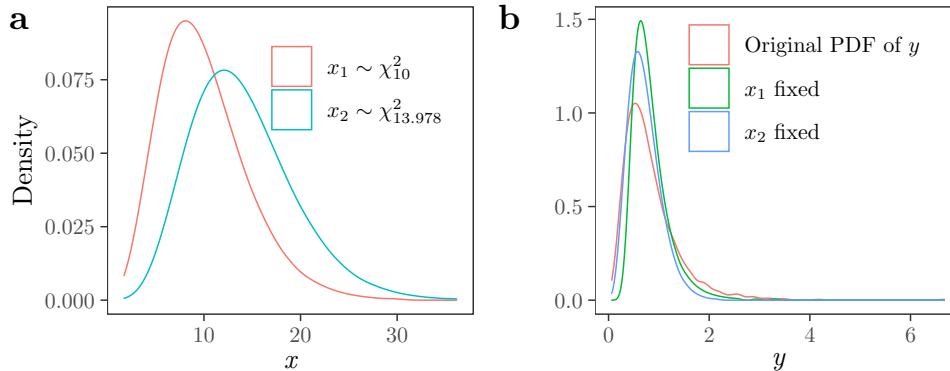 a
Density
0.075
0.050
0.025
0.000
10
20
30
x
x₁ ~ χ²₁₀
x₂ ~ χ²₁₃.₉₇₈
b
1.5
1.0
0.5
0.0
0
2
4
6
y
Original PDF of y
x₁ fixed
x₂ fixed